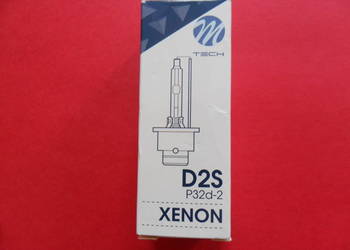 M
TECH
D2S
P32d-2
XENON